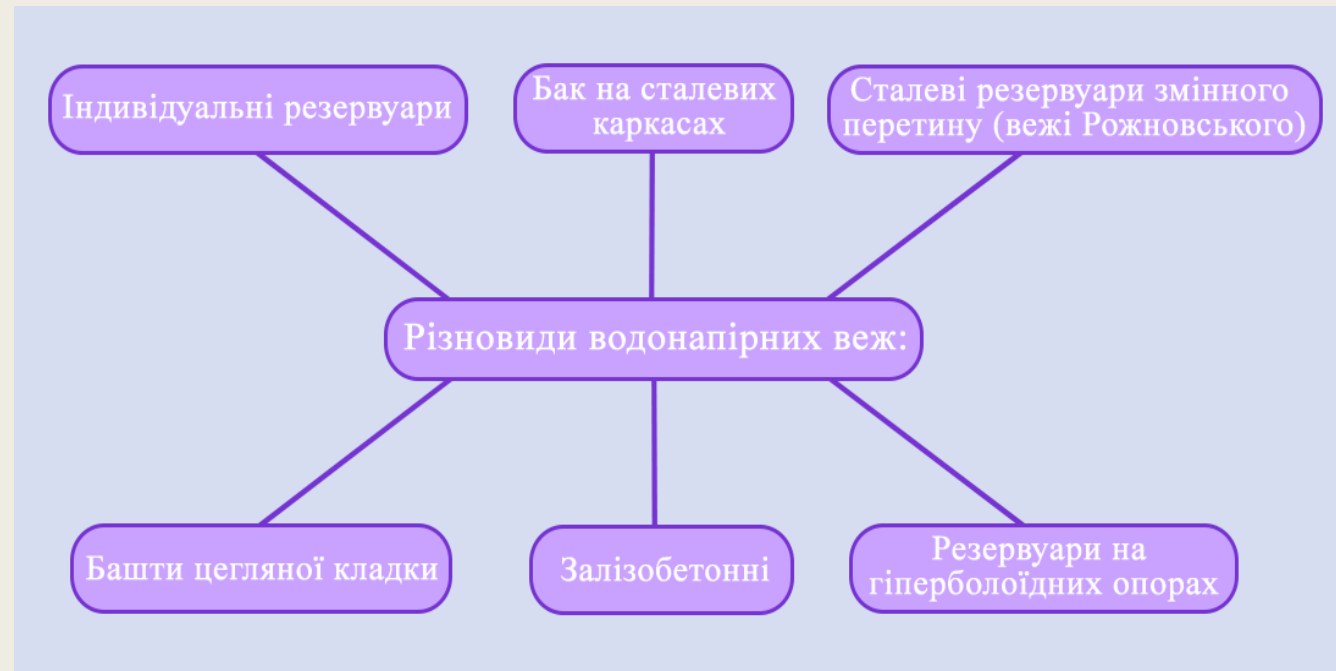 Індивідуальні резервуари
Бак на сталевих
каркасах
Сталеві резервуари змінного
перетину (вежі Рожновського)
Різновиди водонапірних веж:
Башти цегляної кладки
Залізобетонні
Резервуари на
гіперболоїдних опорах